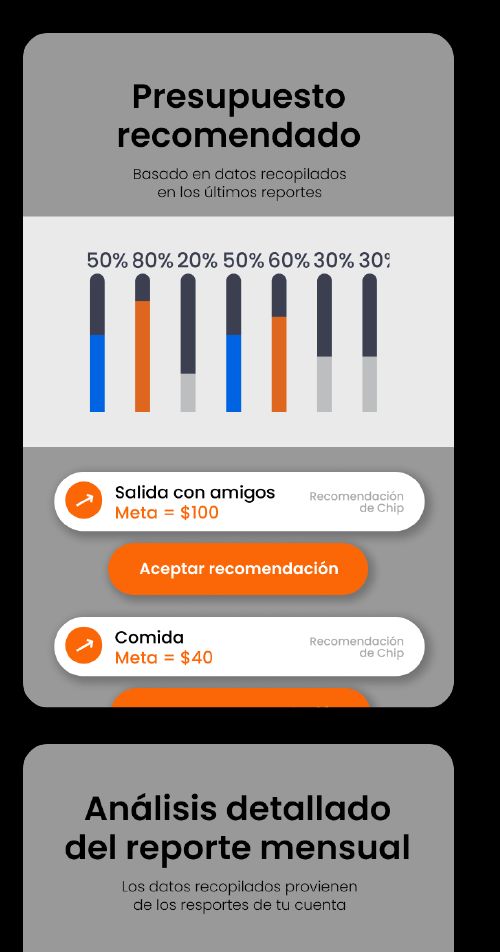 Presupuesto
recomendado
Basado en datos recopilados
en los últimos reportes
50% 80% 20% 50% 60% 30% 30%
Salida con amigos
Meta = $100
Recomendación
de Chip
Aceptar recomendación
Comida
Meta = $40
Recomendación
de Chip
Análisis detallado
del reporte mensual
Los datos recopilados provienen
de los resportes de tu cuenta